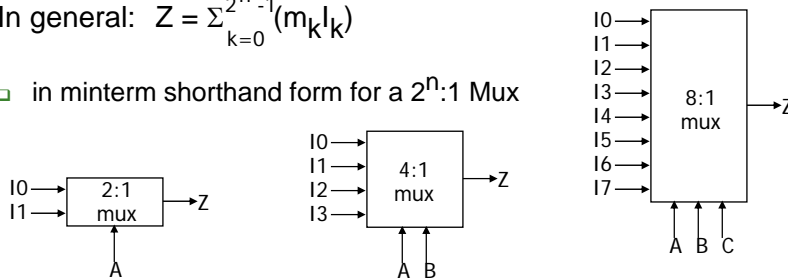 In general: Z = Σ_{k=0}^{2^n -1}(m_k I_k)
in minterm shorthand form for a 2^n:1 Mux
I0
I1
2:1
mux
Z
A
I0
I1
I2
I3
4:1
mux
Z
A B
I0
I1
I2
I3
I4
I5
I6
I7
8:1
mux
Z
A B C